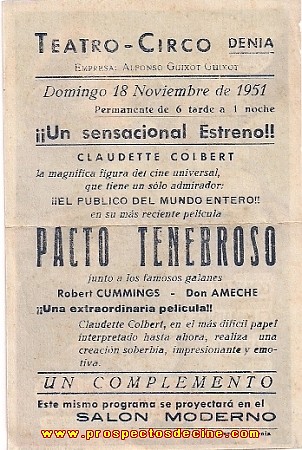 TEATRO-CIRCO DENIA
EMPRESA: ALFONSO GUIXOT GUIXOT
Domingo 18 Noviembre de 1951
Permanente de 6 tarde a 1 noche
¡¡Un sensacional Estreno!!
CLAUDETTE COLBERT
la magnífica figura del cine universal,
que tiene un sólo admirador:
¡¡EL PUBLICO DEL MUNDO ENTERO!!
en su más reciente película
PACTO TENEBROSO
junto a los famosos galanes
Robert CUMMINGS - Don AMECHE
¡¡Una extraordinaria película!!
Claudette Colbert, en el más difícil papel
interpretado hasta ahora, realiza una
creación soberbia, impresionante y emo-
tiva.
UN COMPLEMENTO
Este mismo programa se proyectará en el
SALON MODERNO
www.prospectosdecine.com